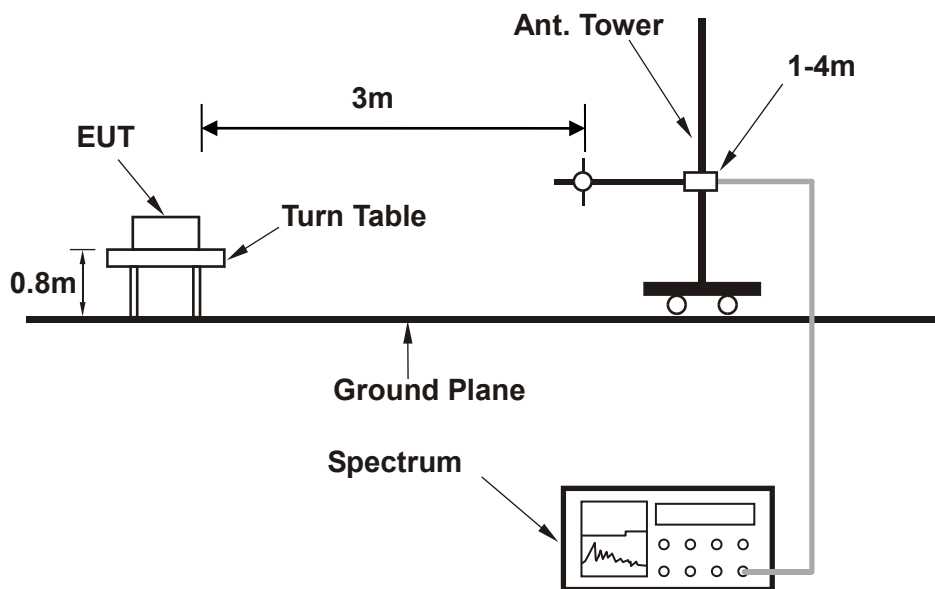 Ant. Tower
1-4m
3m
EUT
Turn Table
0.8m
Ground Plane
Spectrum